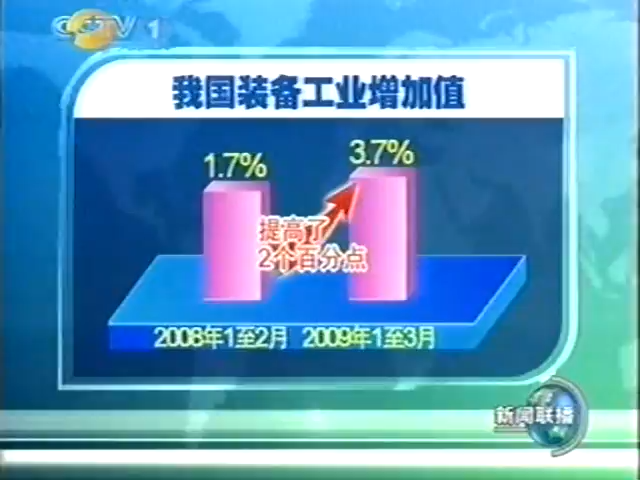 CCTV 1
我国装备工业增加值
1.7%
3.7%
提高了
2个百分点
2008年1至2月
2009年1至3月
新闻联播